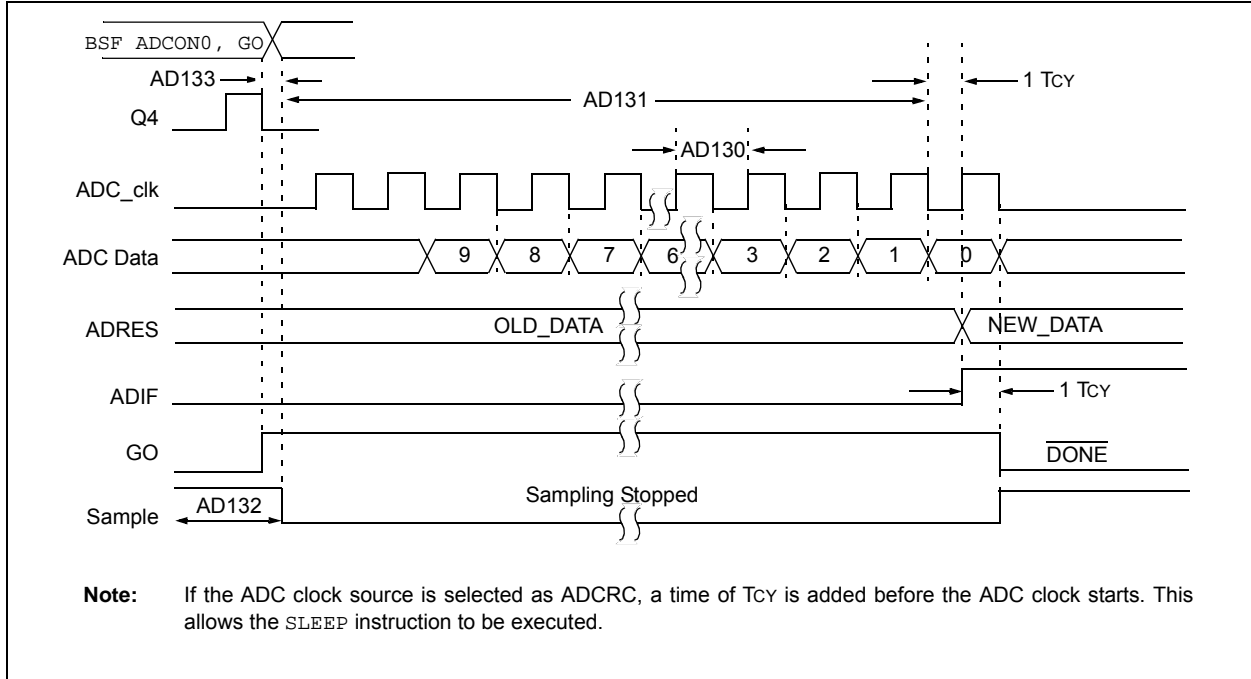 BSF ADCON0, GO
AD133
1 TCY
AD131
Q4
AD130
ADC_clk
ADC Data 9 8 7 6 3 2 1 0
ADRES OLD_DATA NEW_DATA
ADIF 1 TCY
GO DONE
Sample AD132 Sampling Stopped
Note: If the ADC clock source is selected as ADCRC, a time of TCY is added before the ADC clock starts. This
allows the SLEEP instruction to be executed.